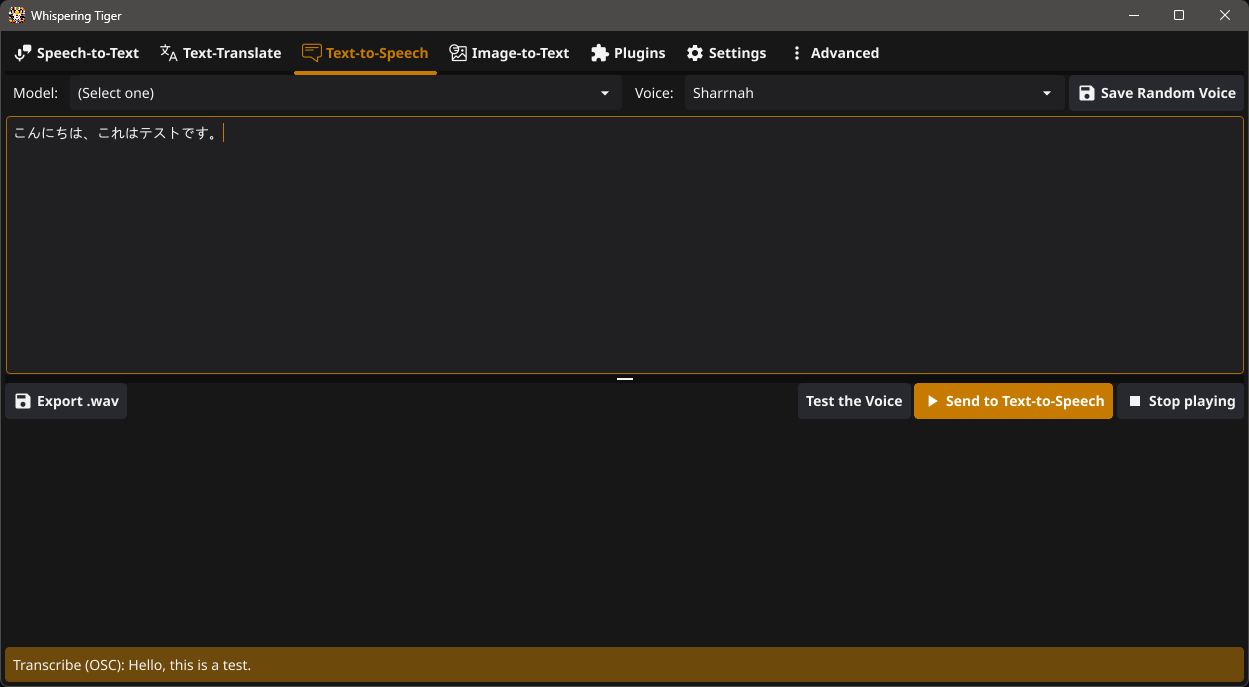 Whispering Tiger
Speech-to-Text Text-Translate Text-to-Speech Image-to-Text Plugins Settings Advanced
Model: (Select one) Voice: Sharrnah Save Random Voice
こんにちは、これはテストです。
Export .wav Test the Voice Send to Text-to-Speech Stop playing
Transcribe (OSC): Hello, this is a test.